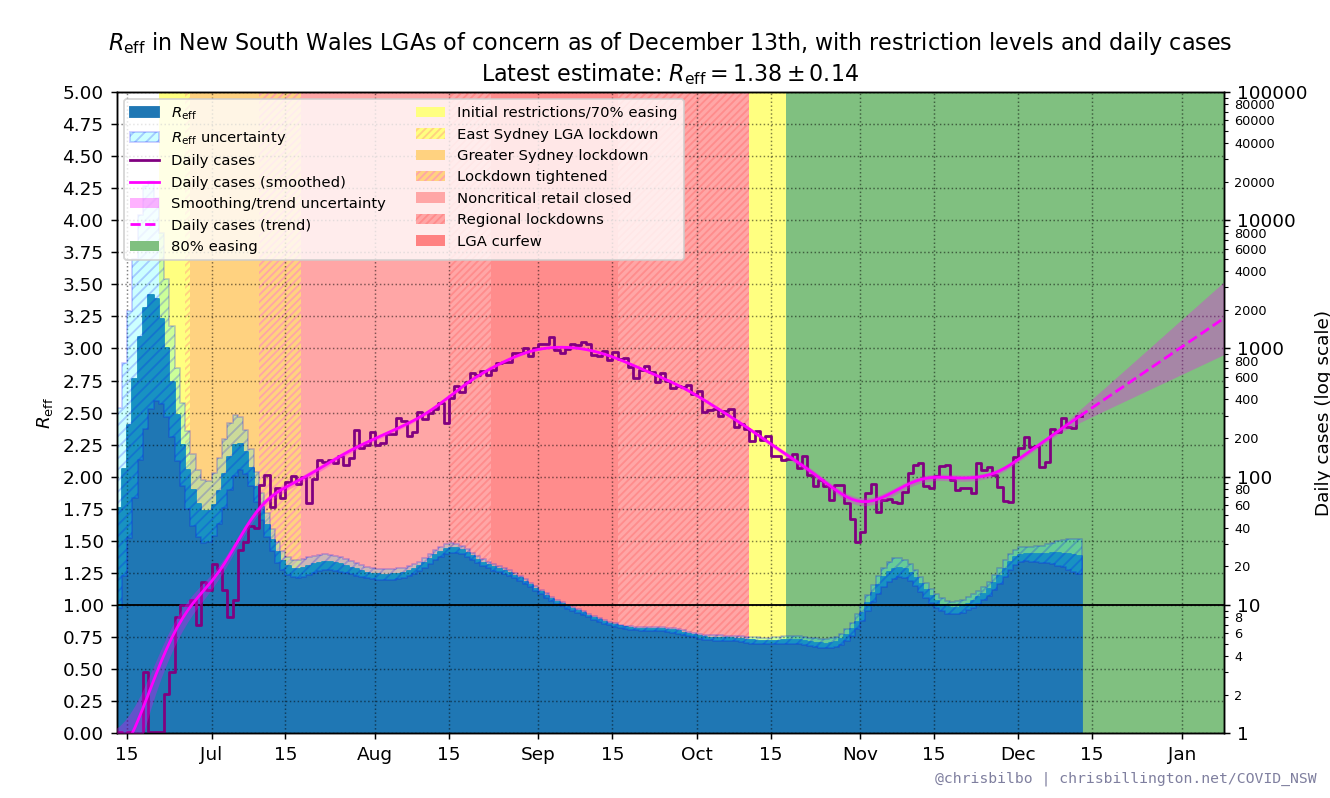 Reff in New South Wales LGAs of concern as of December 13th, with restriction levels and daily cases
Latest estimate: Reff = 1.38 ± 0.14
Reff
Reff uncertainty
Daily cases
Daily cases (smoothed)
Smoothing/trend uncertainty
Daily cases (trend)
80% easing
Initial restrictions/70% easing
East Sydney LGA lockdown
Greater Sydney lockdown
Lockdown tightened
Noncritical retail closed
Regional lockdowns
LGA curfew
Reff
5.00
4.75
4.50
4.25
4.00
3.75
3.50
3.25
3.00
2.75
2.50
2.25
2.00
1.75
1.50
1.25
1.00
0.75
0.50
0.25
0.00
15 Jul 15 Aug 15 Sep 15 Oct 15 Nov 15 Dec 15 Jan
100000
80000
60000
40000
20000
10000
8000
6000
4000
2000
1000
800
600
400
200
100
80
60
40
20
10
8
6
4
2
1
Daily cases (log scale)
@chrisbilbo | chrisbillington.net/COVID_NSW